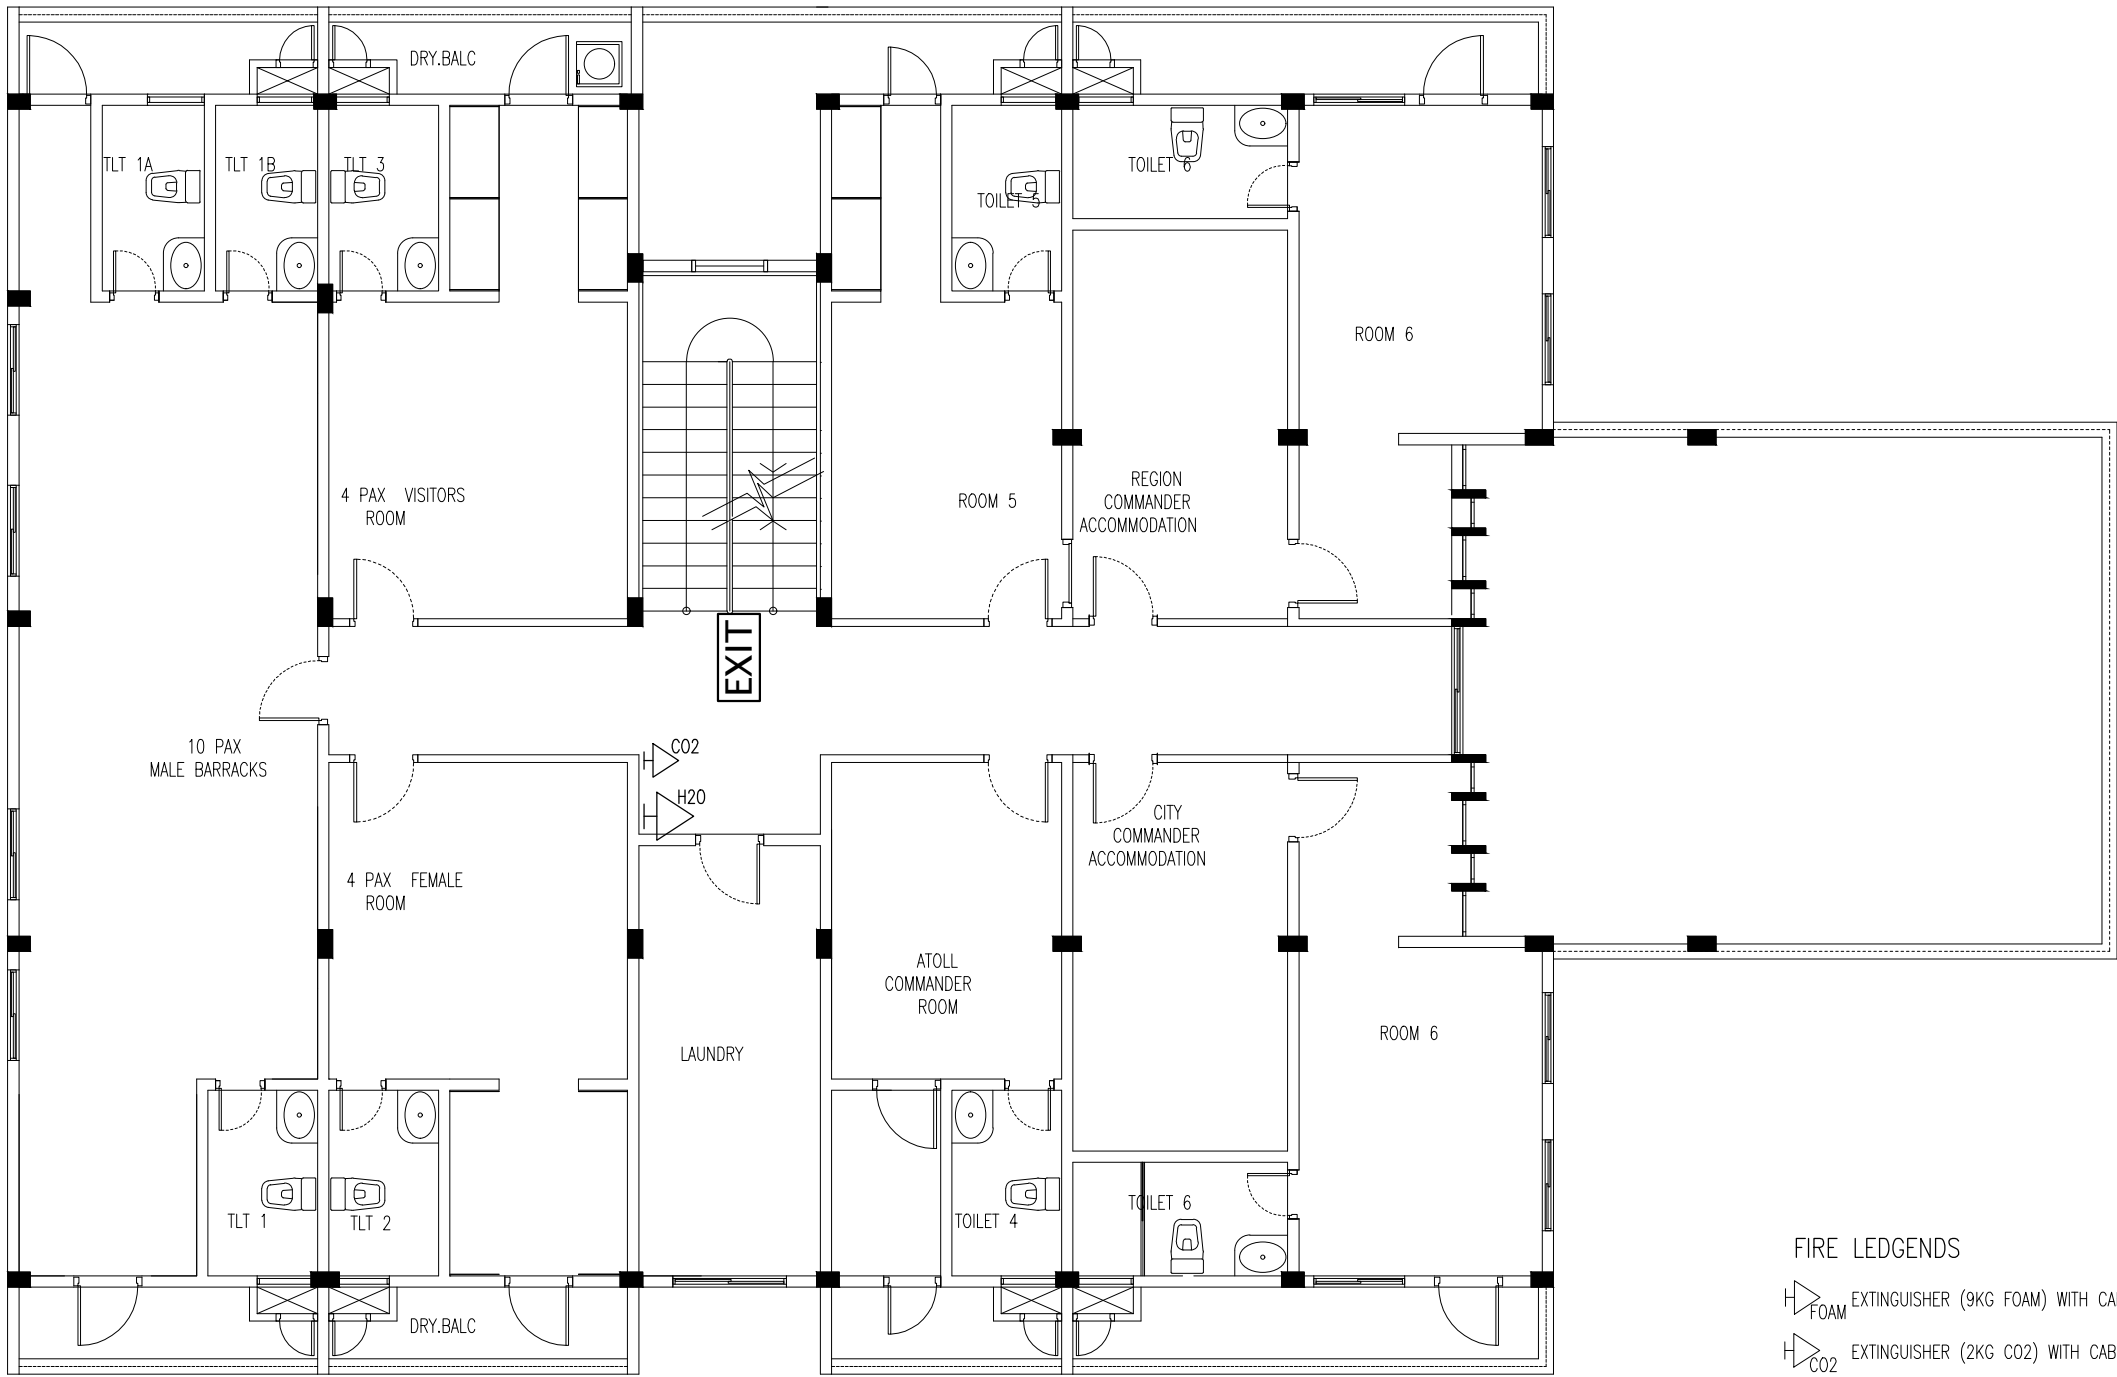 DRY.BALC
TLT 1A
TLT 1B
TLT 3
TOILET 5
TOILET 6
ROOM 6
4 PAX VISITORS
ROOM
ROOM 5
REGION
COMMANDER
ACCOMMODATION
EXIT
10 PAX
MALE BARRACKS
CO2
H2O
4 PAX FEMALE
ROOM
CITY
COMMANDER
ACCOMMODATION
ATOLL
COMMANDER
ROOM
LAUNDRY
ROOM 6
TLT 1
TLT 2
TOILET 4
TOILET 6
DRY.BALC
FIRE LEDGENDS
FOAM EXTINGUISHER (9KG FOAM) WITH
CO2 EXTINGUISHER (2KG CO2) WITH CAB